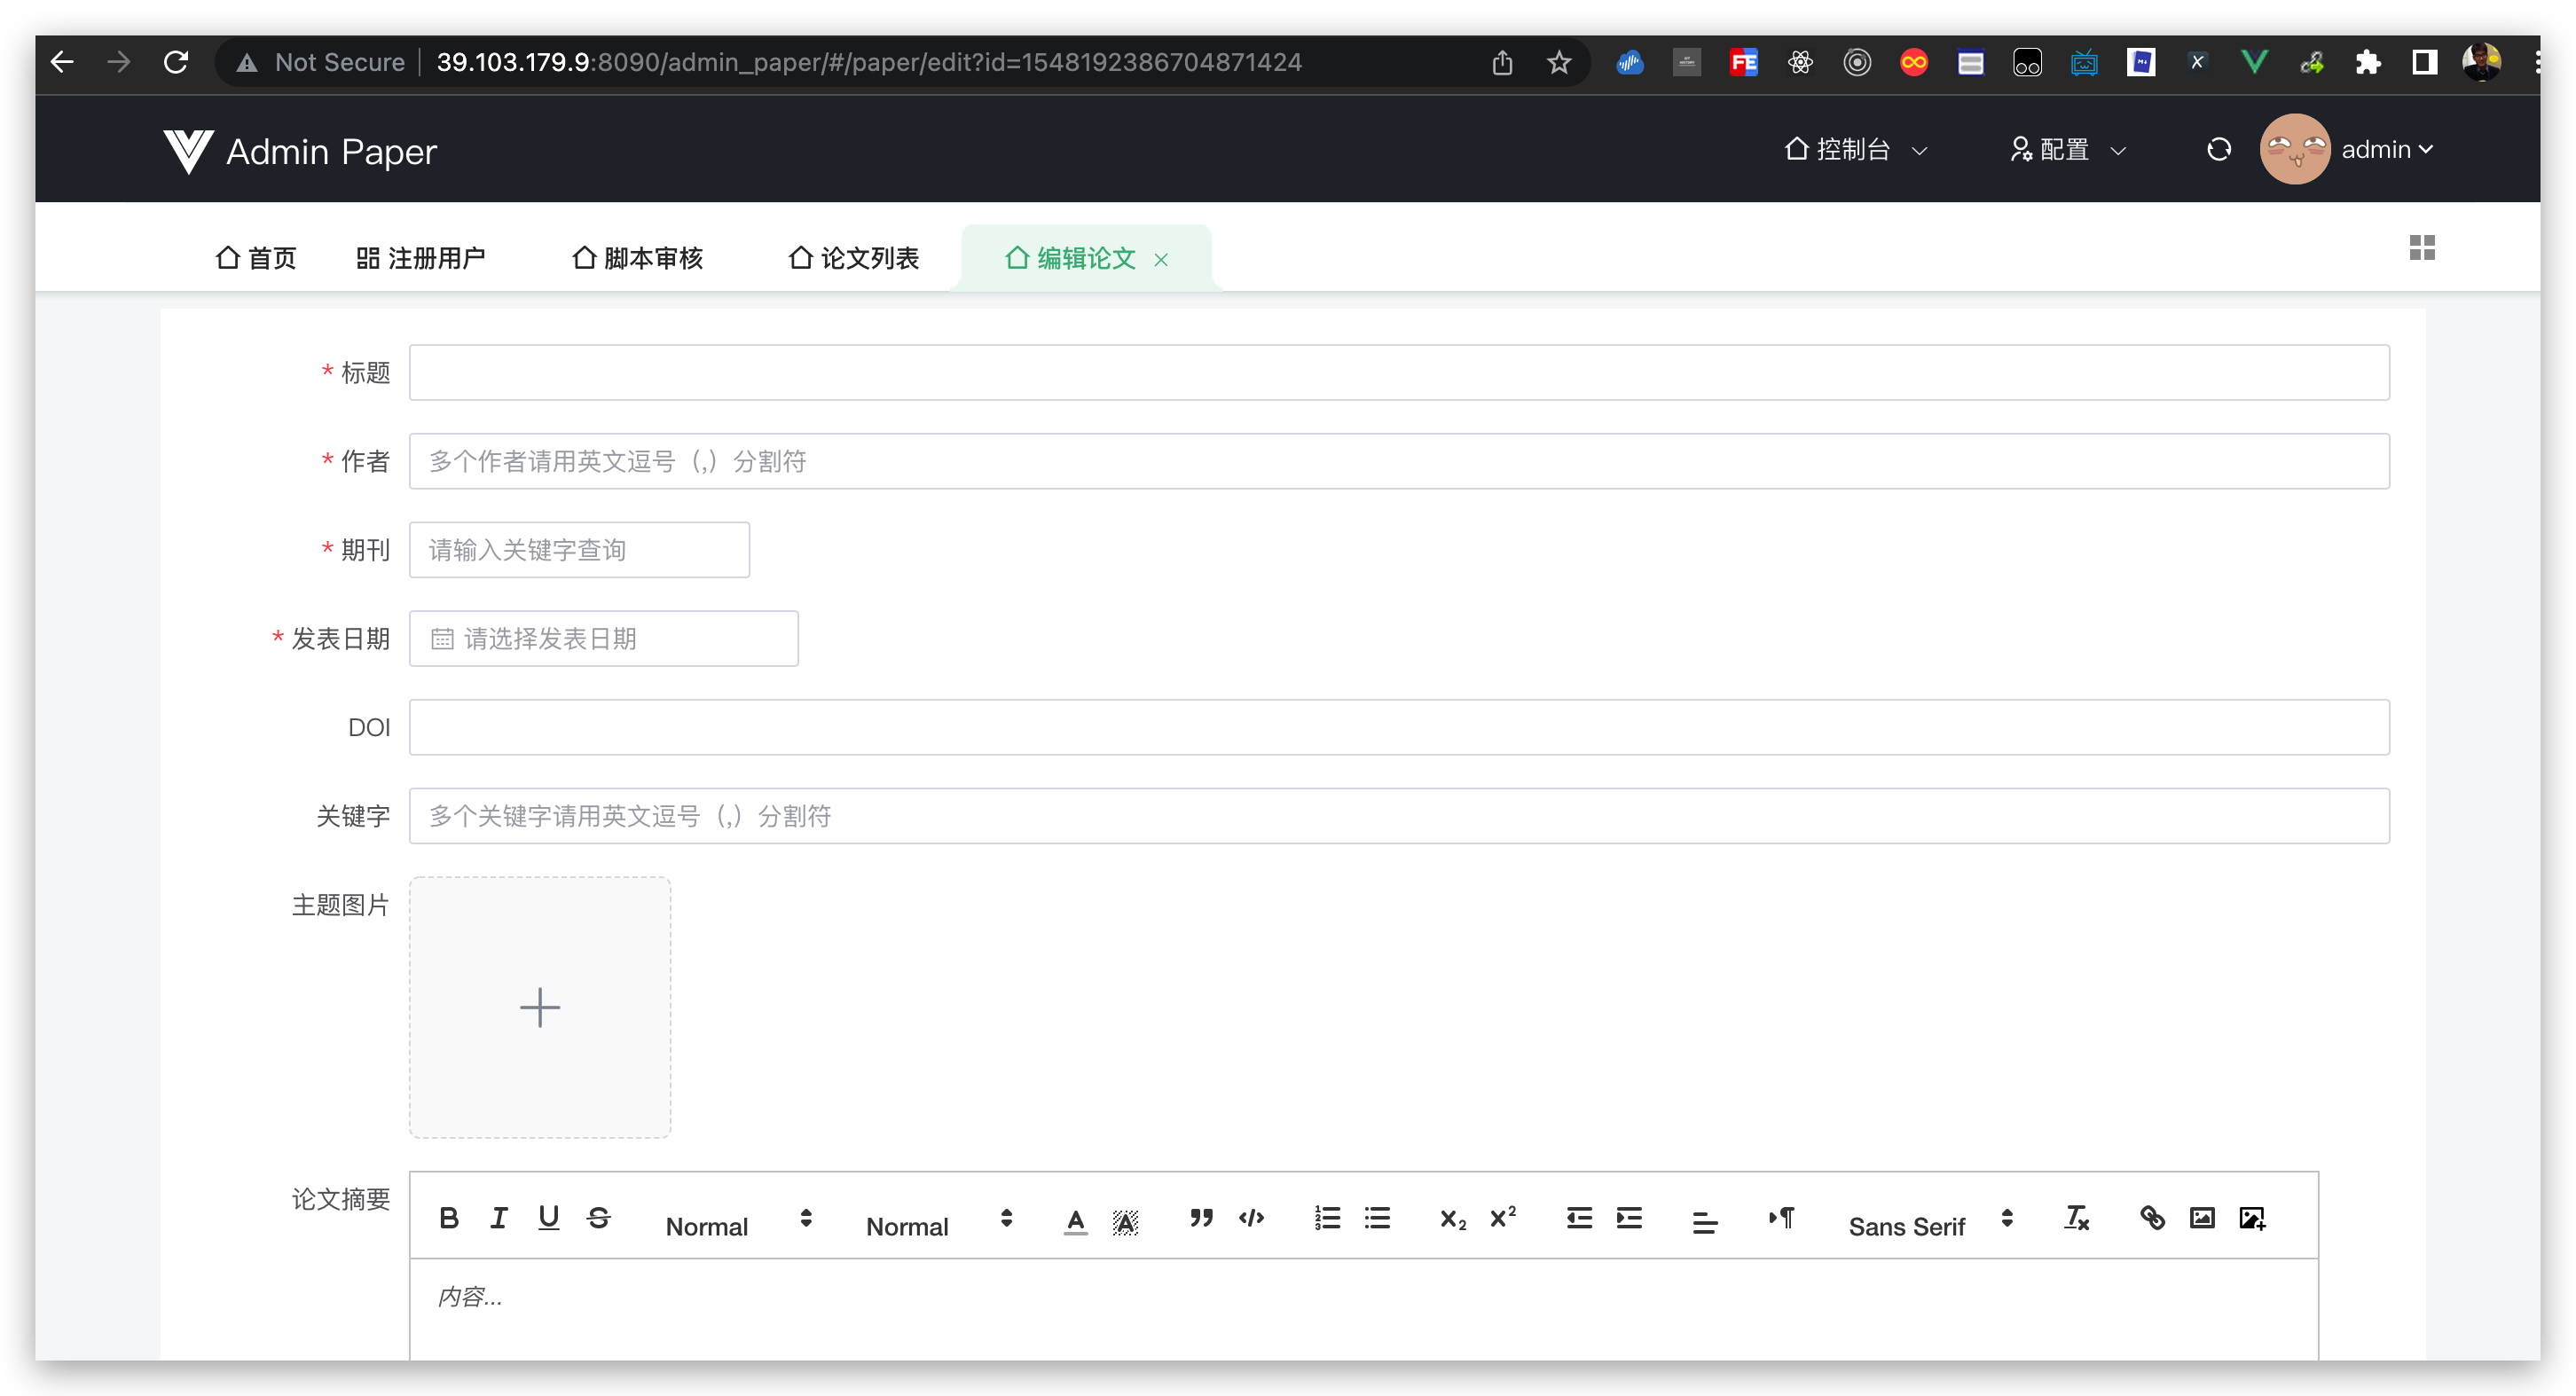 Not Secure 39.103.179.9:8090/admin_paper/#/paper/edit?id=1548192386704871424
Admin Paper 控制台 配置 admin
首页 注册用户 脚本审核 论文列表 编辑论文
* 标题
* 作者 多个作者请用英文逗号（,）分割符
* 期刊 请输入关键字查询
* 发表日期 请选择发表日期
DOI
关键字 多个关键字请用英文逗号（,）分割符
主题图片
论文摘要 Normal Normal Sans Serif
内容...